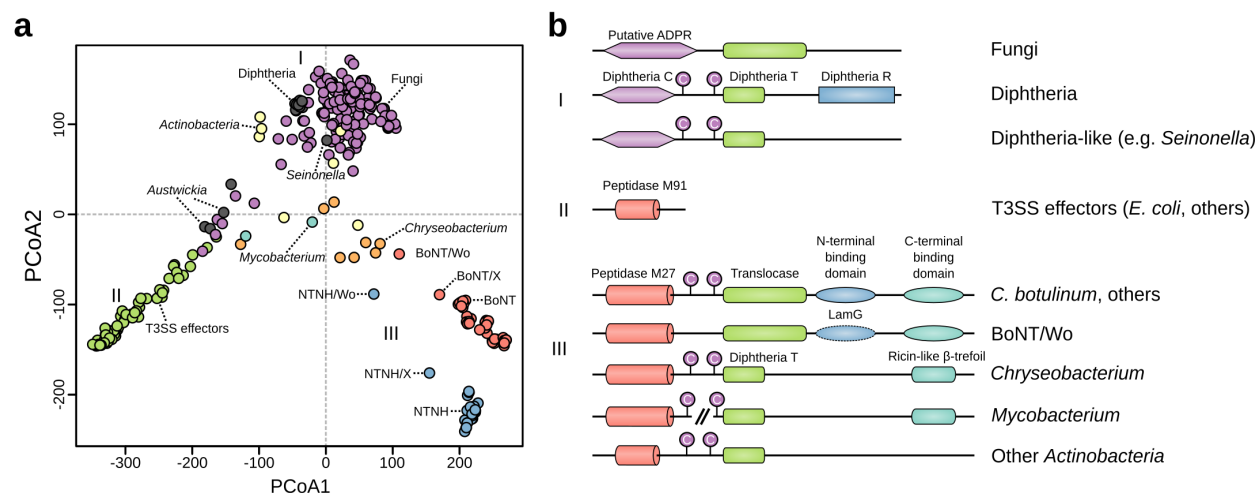 a
I
Diphtheria
Fungi
Actinobacteria
Seinonella
Austwickia
Chryseobacterium
Mycobacterium
BoNT/Wo
BoNT/X
NTNH/Wo
BoNT
II
T3SS effectors
III
NTNH/X
NTNH
100
0
-100
-200
PCoA2
-300 -200 -100 0 100 200
PCoA1
b
Putative ADPR
Fungi
Diphtheria C C C Diphtheria T Diphtheria R
I
Diphtheria
C C
Diphtheria-like (e.g. Seinonella)
Peptidase M91
II
T3SS effectors (E. coli, others)
N-terminal binding domain
C-terminal binding domain
Peptidase M27 C C Translocase
C. botulinum, others
LamG
BoNT/Wo
III
C C Diphtheria T Ricin-like β-trefoil
Chryseobacterium
C C
Mycobacterium
C C
Other Actinobacteria